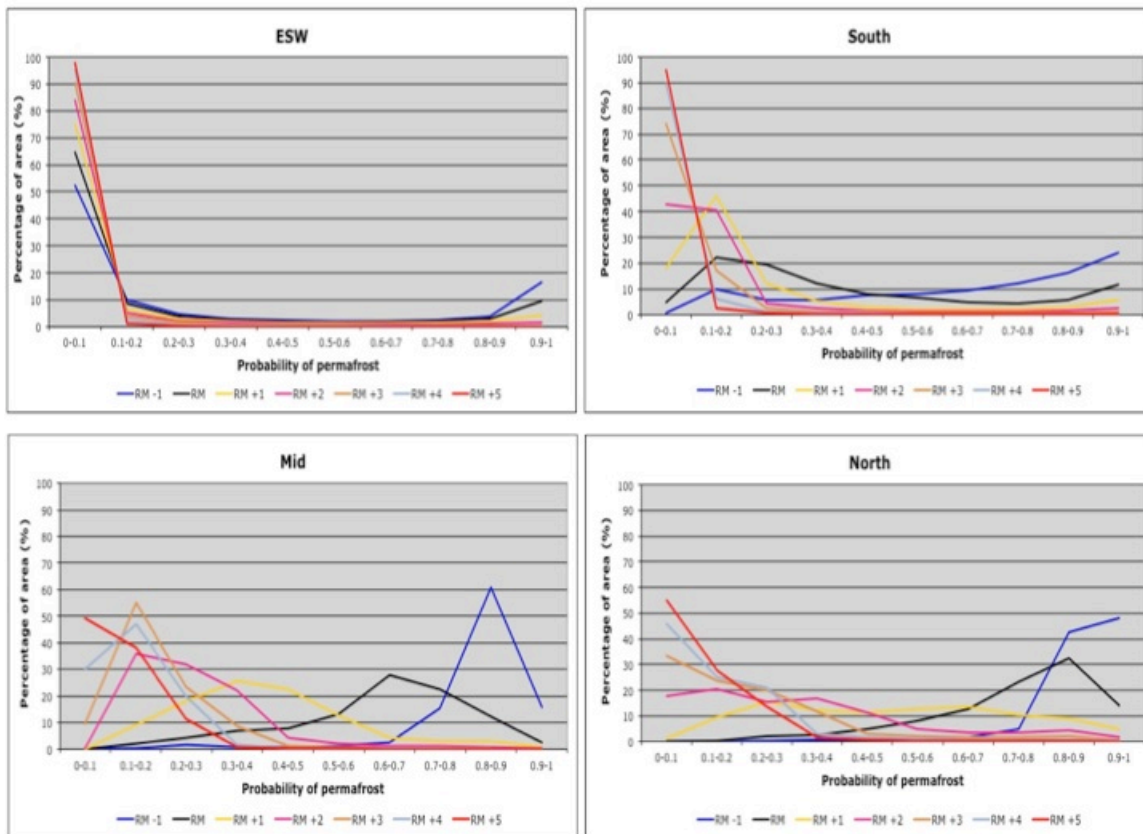 ESW
Percentage of area (%)
100
90
80
70
60
50
40
30
20
10
0
0-0.1 0.1-0.2 0.2-0.3 0.3-0.4 0.4-0.5 0.5-0.6 0.6-0.7 0.7-0.8 0.8-0.9 0.9-1
Probability of permafrost
RM -1 RM RM +1 RM +2 RM +3 RM +4 RM +5
South
Percentage of area (%)
100
90
80
70
60
50
40
30
20
10
0
0-0.1 0.1-0.2 0.2-0.3 0.3-0.4 0.4-0.5 0.5-0.6 0.6-0.7 0.7-0.8 0.8-0.9 0.9-1
Probability of permafrost
RM -1 RM RM +1 RM +2 RM +3 RM +4 RM +5
Mid
Percentage of area (%)
100
90
80
70
60
50
40
30
20
10
0
0-0.1 0.1-0.2 0.2-0.3 0.3-0.4 0.4-0.5 0.5-0.6 0.6-0.7 0.7-0.8 0.8-0.9 0.9-1
Probability of permafrost
RM -1 RM RM +1 RM +2 RM +3 RM +4 RM +5
North
Percentage of area (%)
100
90
80
70
60
50
40
30
20
10
0
0-0.1 0.1-0.2 0.2-0.3 0.3-0.4 0.4-0.5 0.5-0.6 0.6-0.7 0.7-0.8 0.8-0.9 0.9-1
Probability of permafrost
RM -1 RM RM +1 RM +2 RM +3 RM +4 RM +5